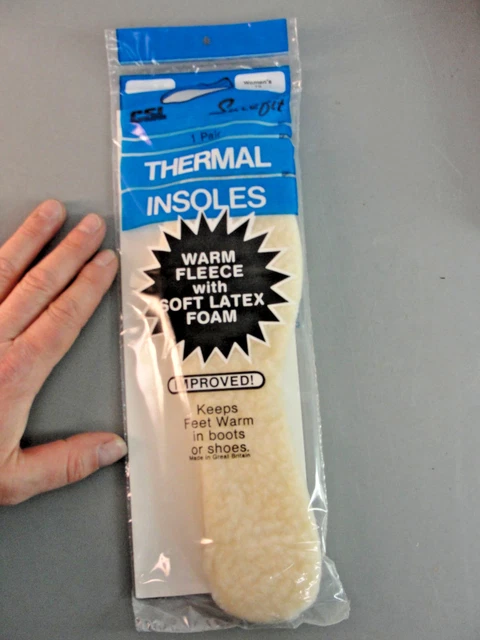 Women's
CSL
Surefit
1 Pair
THERMAL
INSOLES
WARM
FLEECE
with
SOFT LATEX
FOAM
IMPROVED!
Keeps
Feet Warm
in boots
or shoes.
Made in Great Britain